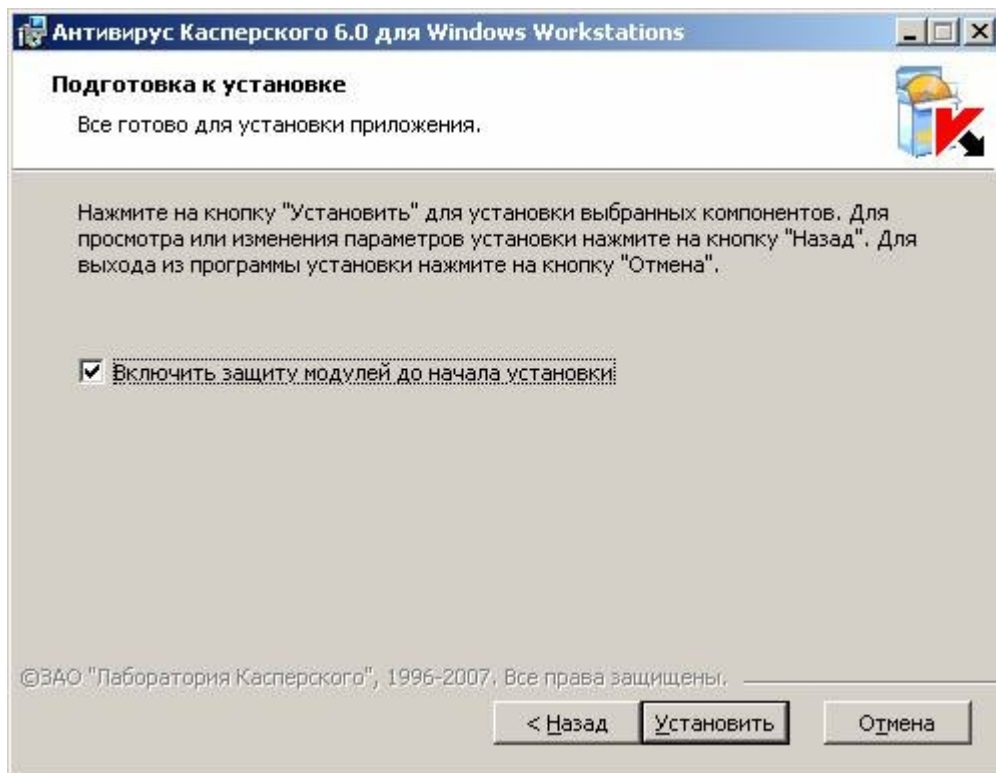 Антивирус Касперского 6.0 для Windows Workstations
Подготовка к установке
Все готово для установки приложения.
Нажмите на кнопку "Установить" для установки выбранных компонентов. Для
просмотра или изменения параметров установки нажмите на кнопку "Назад". Для
выхода из программы установки нажмите на кнопку "Отмена".
Включить защиту модулей до начала установки
©ЗАО "Лаборатория Касперского", 1996-2007. Все права защищены.
< Назад
Установить
Отмена